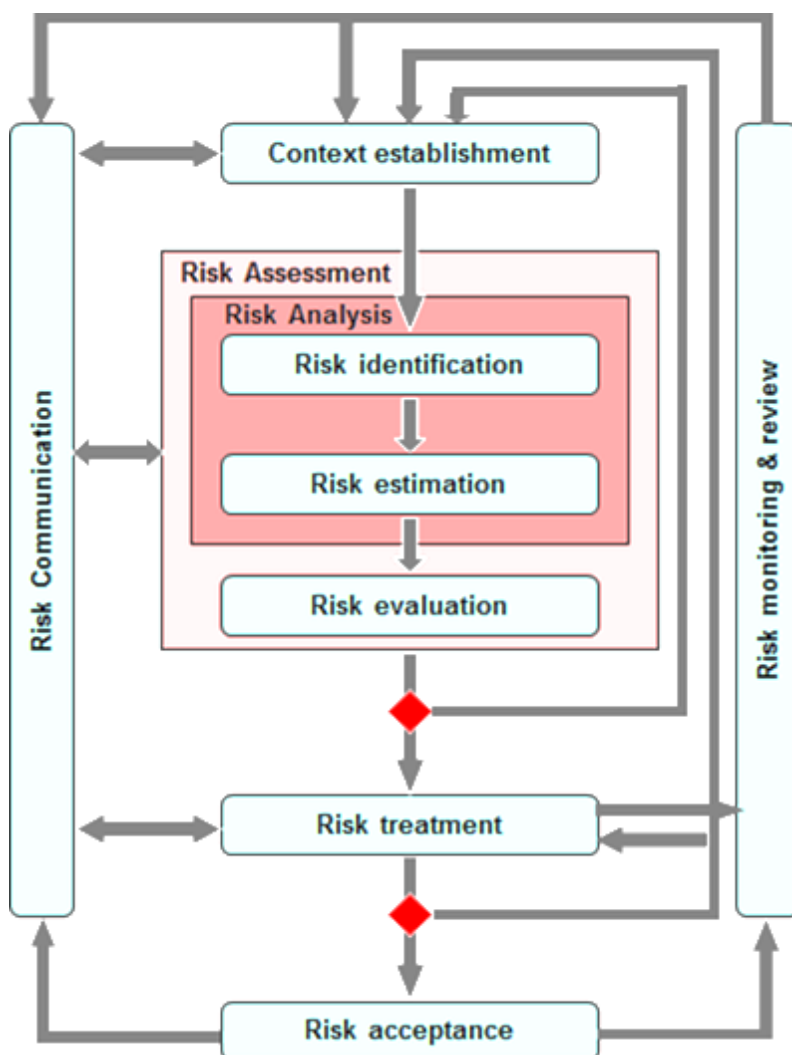 Context establishment
Risk Assessment
Risk Analysis
Risk identification
Risk estimation
Risk evaluation
Risk Communication
Risk monitoring & review
Risk treatment
Risk acceptance